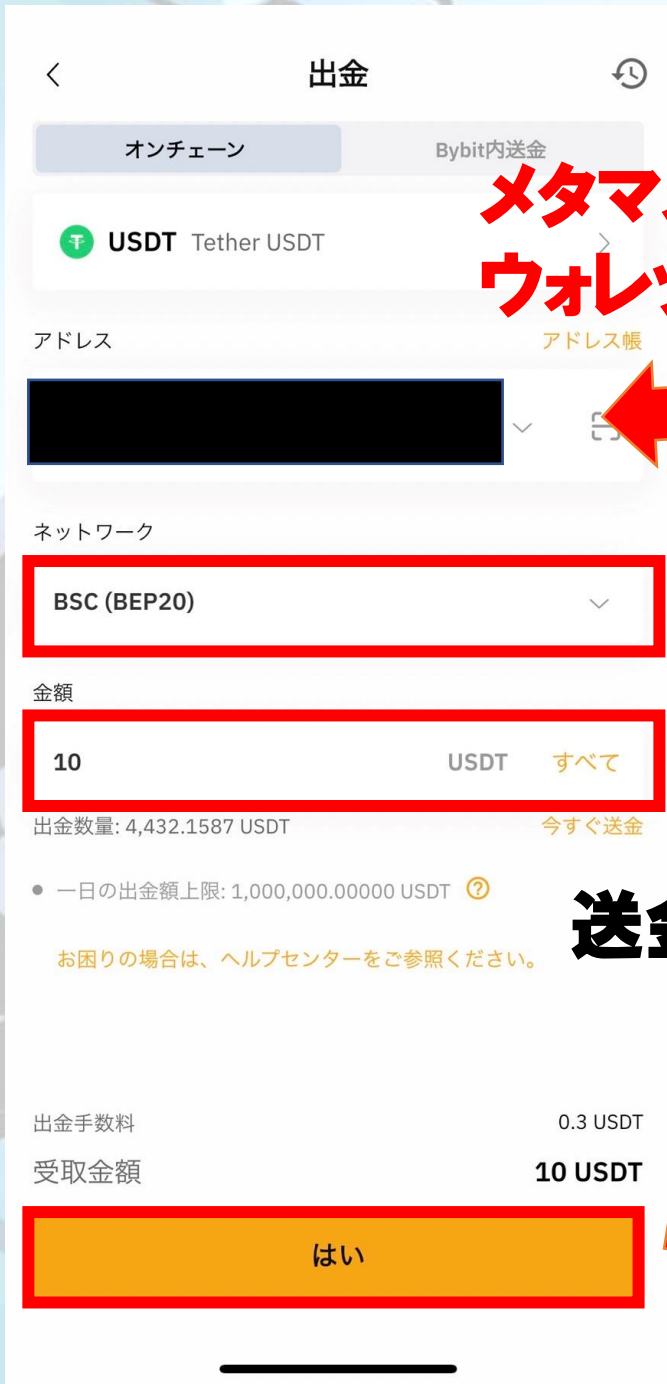 出金
オンチェーン
Bybit内送金
メタマ
USDT Tether USDT
ウォレ
アドレス
アドレス帳
ネットワーク
BSC (BEP20)
金額
10 USDT すべて
出金数量: 4,432.1587 USDT
今すぐ送金
一日の出金額上限: 1,000,000.00000 USDT ?
送
お困りの場合は、ヘルプセンターをご参照ください。
出金手数料
0.3 USDT
受取金額
10 USDT
はい